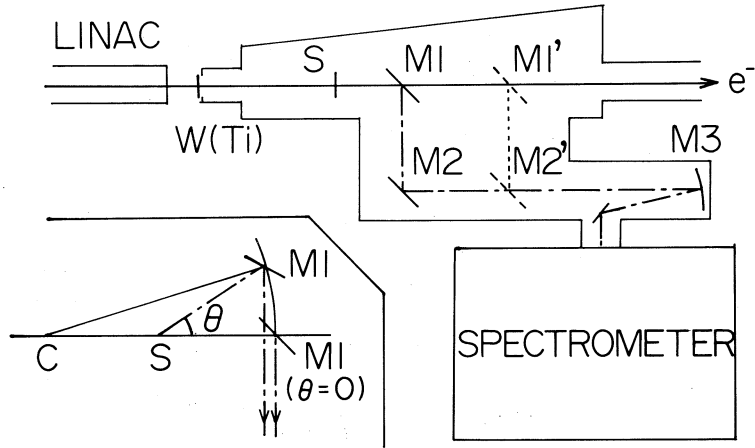 LINAC
S
M1
M1'
e⁻
W(Ti)
M2
M2'
M3
M1
θ
C
S
M1
(θ=0)
SPECTROMETER